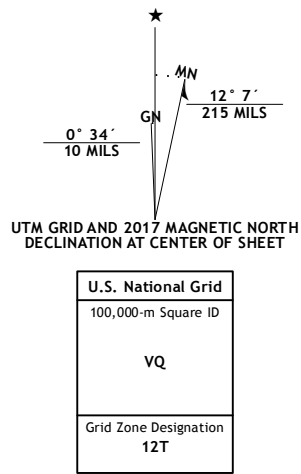 MN
GN
12° 7´
215 MILS
0° 34´
10 MILS
UTM GRID AND 2017 MAGNETIC NORTH
DECLINATION AT CENTER OF SHEET
U.S. National Grid
100,000-m Square ID
VQ
Grid Zone Designation
12T